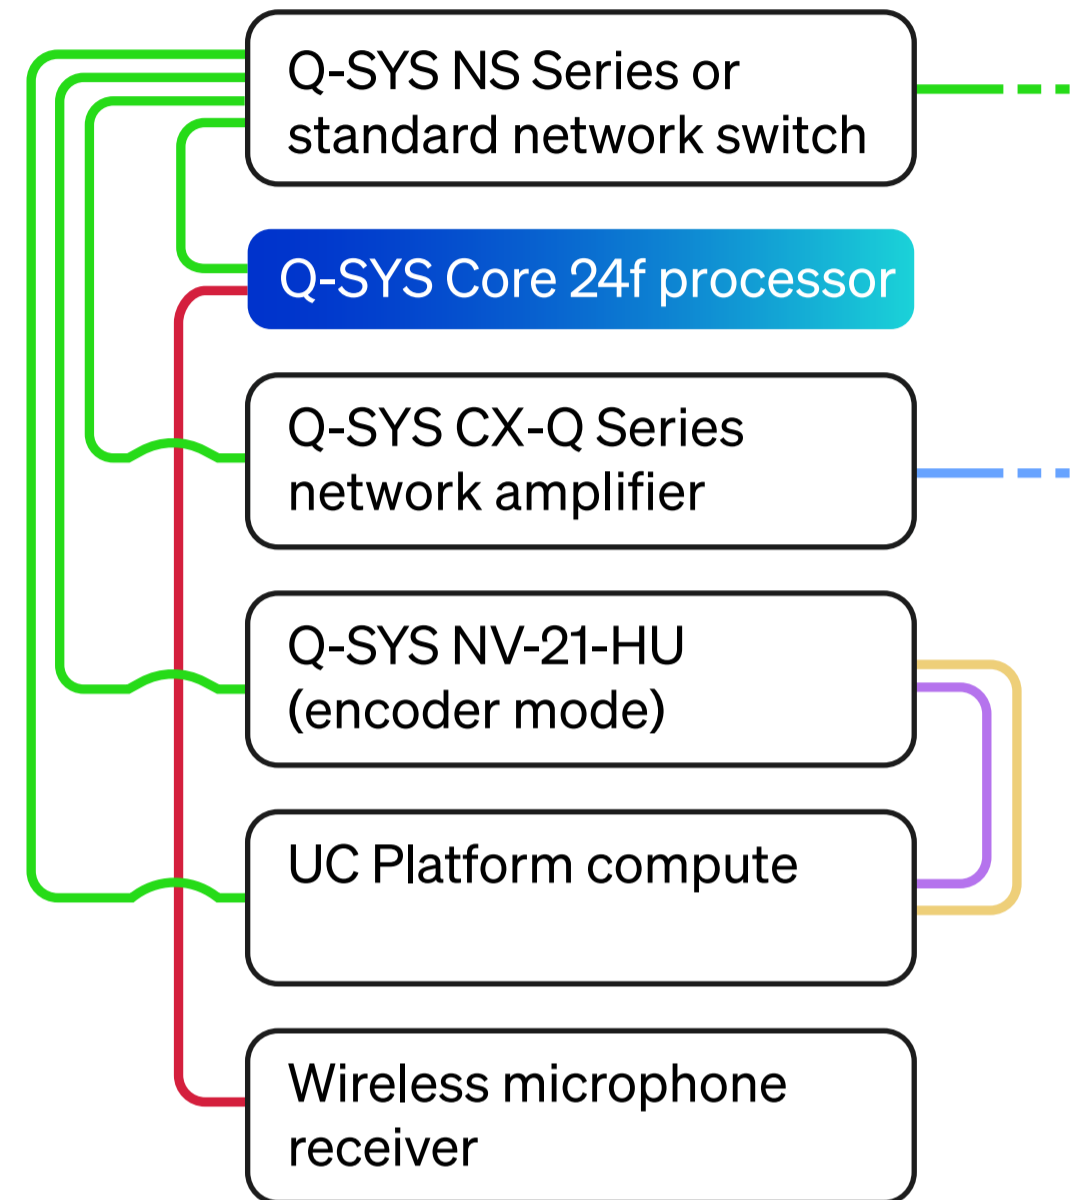 Q-SYS NS Series or
standard network switch
Q-SYS Core 24f processor
Q-SYS CX-Q Series
network amplifier
Q-SYS NV-21-HU
(encoder mode)
UC Platform compute
Wireless microphone
receiver